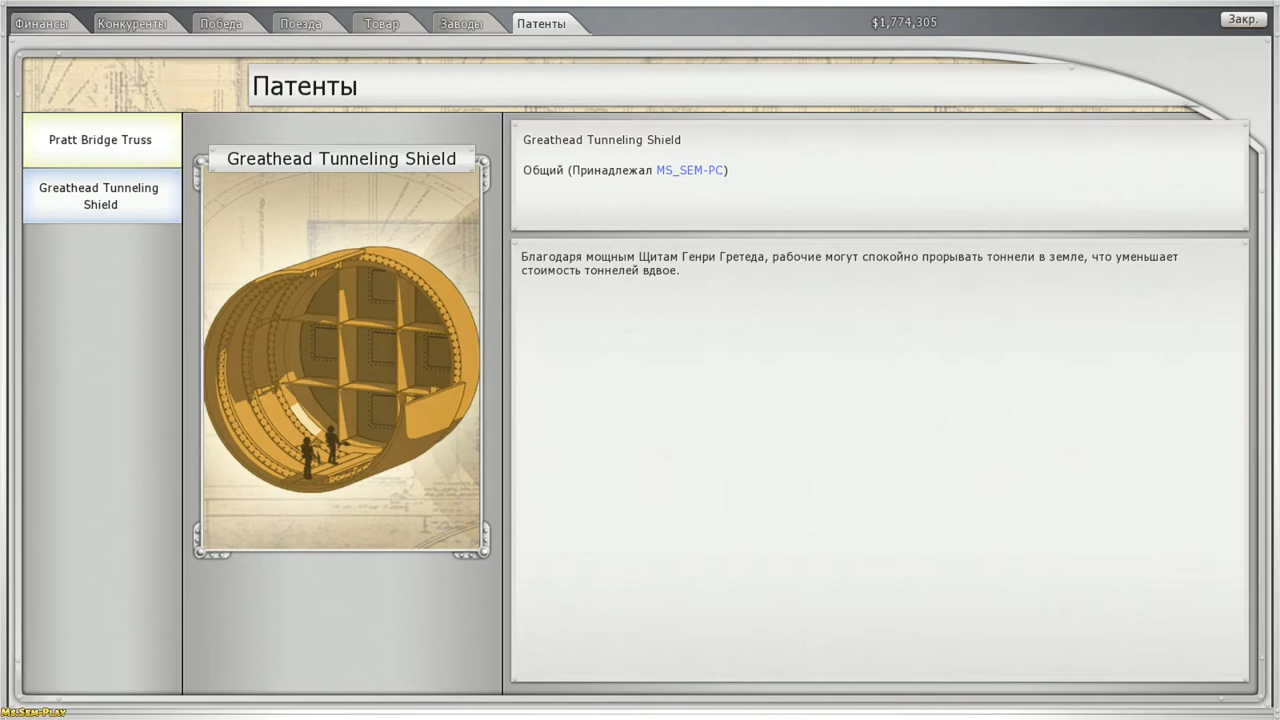 Финансы Конкуренты Победа Поезда Товар Заводы Патенты $1,774,305 Закр.
Патенты
Pratt Bridge Truss
Greathead Tunneling
Shield
Greathead Tunneling Shield
Greathead Tunneling Shield
Общий (Принадлежал MS_SEM-PC)
Благодаря мощным Щитам Генри Гретеда, рабочие могут спокойно прорывать тоннели в земле, что уменьшает
стоимость тоннелей вдвое.
Ms.Sem-Play